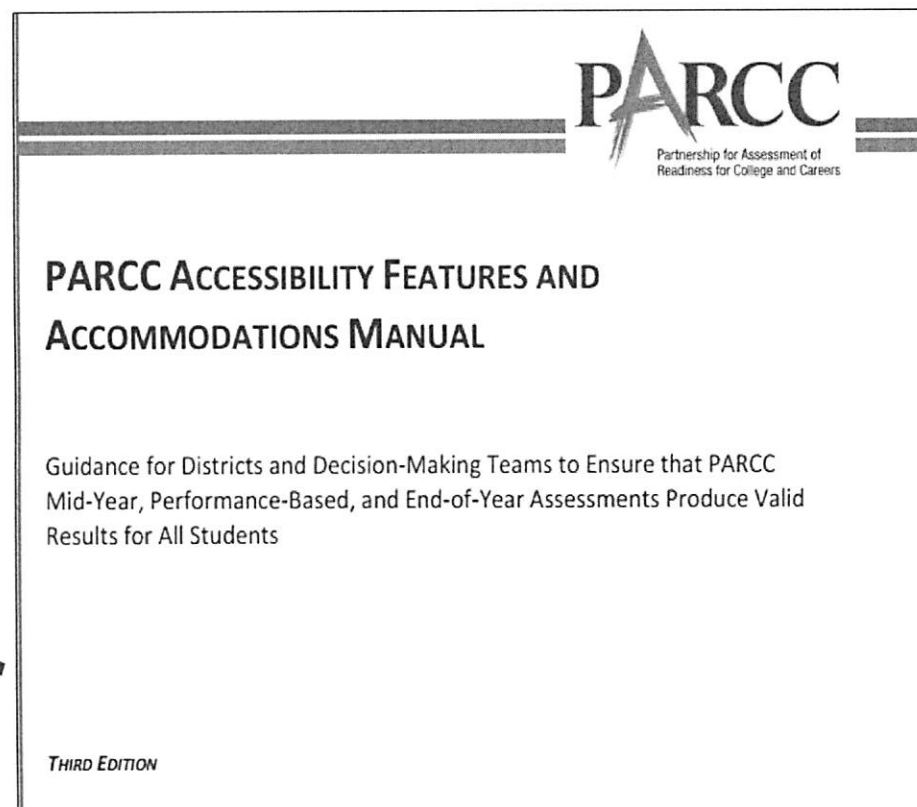 PARCC
Partnership for Assessment of
Readiness for College and Careers
PARCC ACCESSIBILITY FEATURES AND
ACCOMMODATIONS MANUAL
Guidance for Districts and Decision-Making Teams to Ensure that PARCC
Mid-Year, Performance-Based, and End-of-Year Assessments Produce Valid
Results for All Students
THIRD EDITION